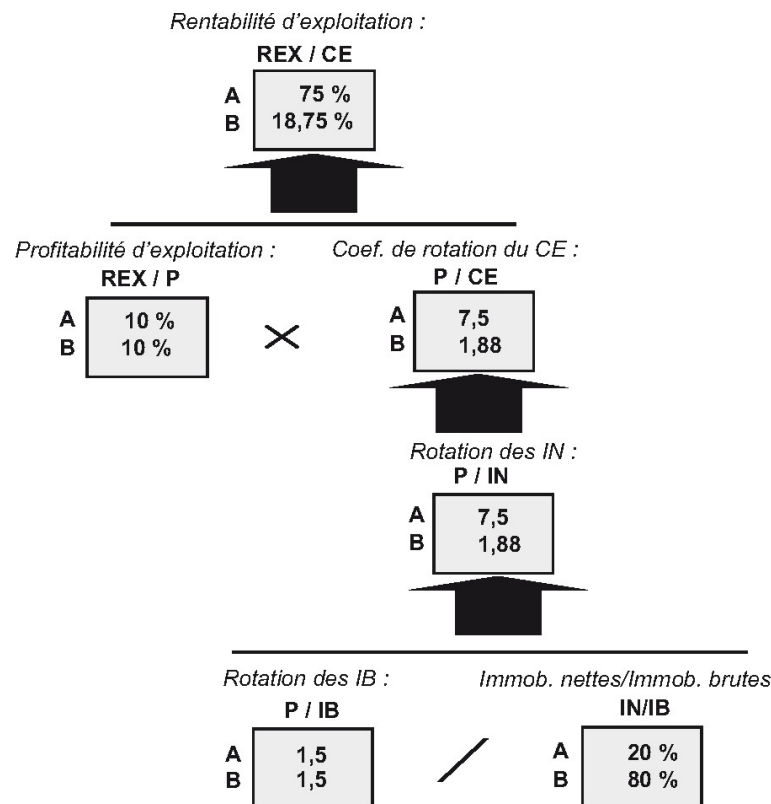 Rentabilité d'exploitation :
REX / CE
A 75 %
B 18,75 %
Profitabilité d'exploitation : Coef. de rotation du CE :
REX / P P / CE
A 10 % × A 7,5
B 10 % B 1,88
Rotation des IN :
P / IN
A 7,5
B 1,88
Rotation des IB : Immob. nettes/Immob. brutes
P / IB IN/IB
A 1,5 / A 20 %
B 1,5 B 80 %